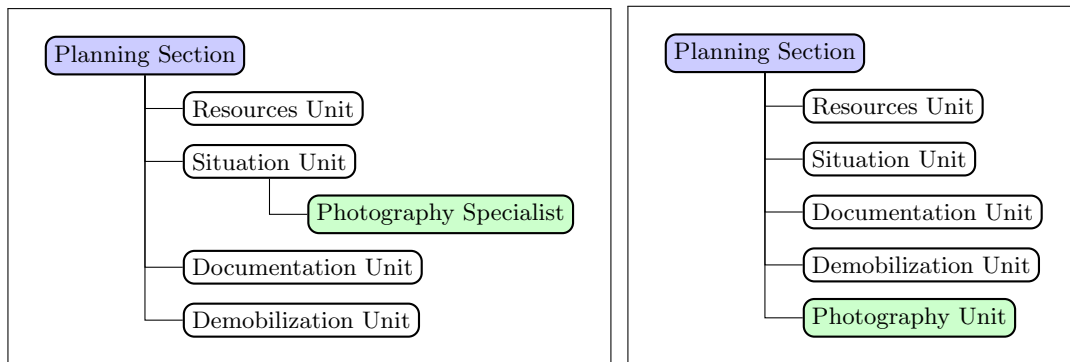 Planning Section
Resources Unit
Situation Unit
Photography Specialist
Documentation Unit
Demobilization Unit
Planning Section
Resources Unit
Situation Unit
Documentation Unit
Demobilization Unit
Photography Unit